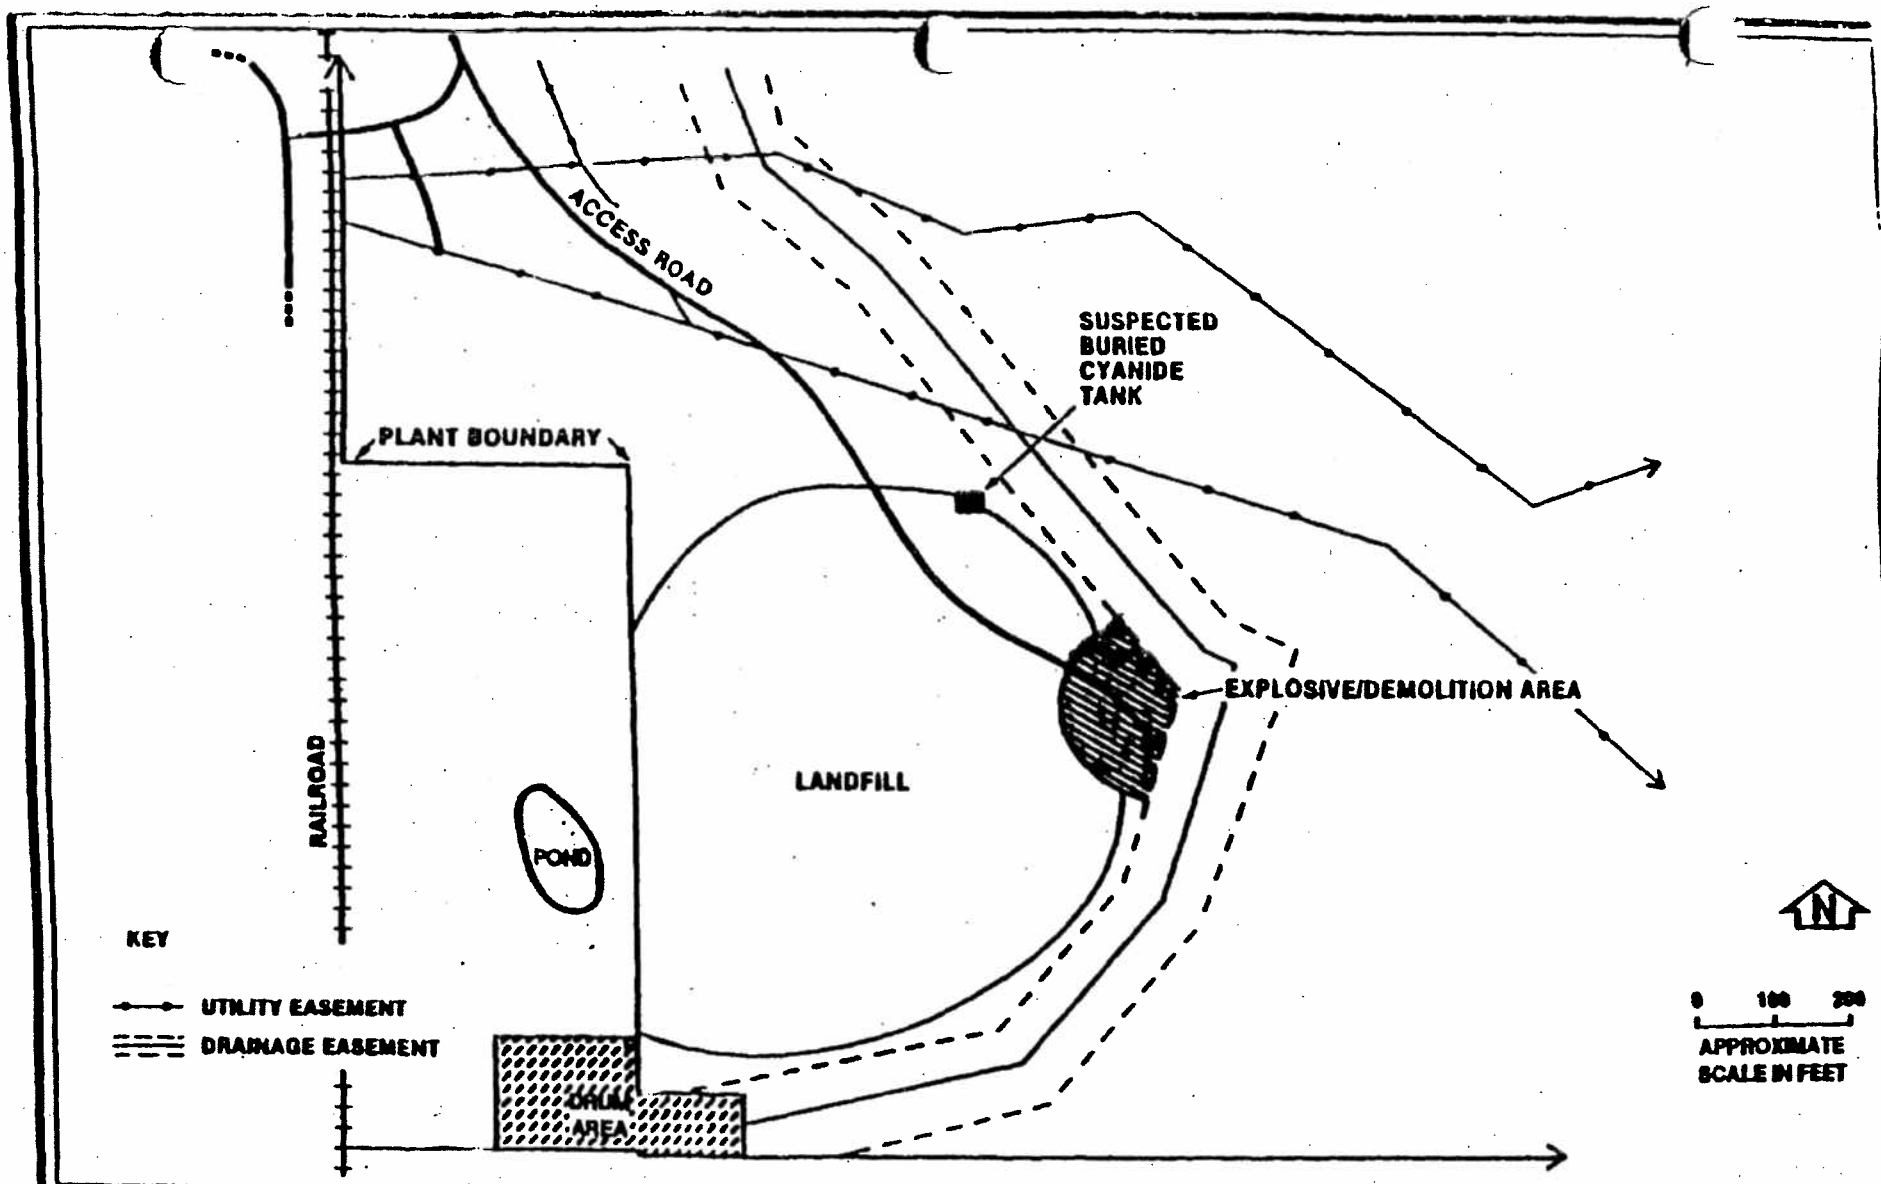 ACCESS ROAD
SUSPECTED
BURIED
CYANIDE
TANK
PLANT BOUNDARY
EXPLOSIVE/DEMOLITION AREA
RAILROAD
LANDFILL
POND
N
KEY
UTILITY EASEMENT
DRAINAGE EASEMENT
0 100 200
APPROXIMATE
SCALE IN FEET
DRUM
AREA